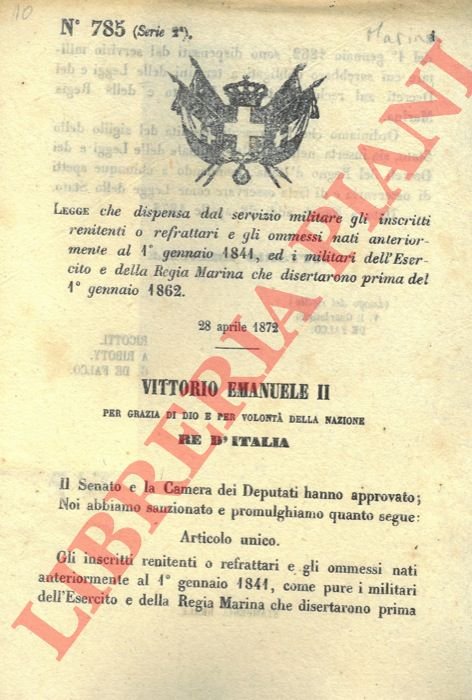 10
N° 785 (Serie 2ª).
Marina
1
LEGGE che dispensa dal servizio militare gli inscritti
renitenti o refrattari e gli ommessi nati anterior-
mente al 1° gennaio 1841, ed i militari dell'Eser-
cito e della Regia Marina che disertarono prima del
1° gennaio 1862.
28 aprile 1872
VITTORIO EMANUELE II
PER GRAZIA DI DIO E PER VOLONTÀ DELLA NAZIONE
RE D'ITALIA
Il Senato e la Camera dei Deputati hanno approvato;
Noi abbiamo sanzionato e promulghiamo quanto segue:
Articolo unico.
Gli inscritti renitenti o refrattari e gli ommessi nati
anteriormente al 1° gennaio 1841, come pure i militari
dell'Esercito e della Regia Marina che disertarono prima
LIBRERIA PIANI